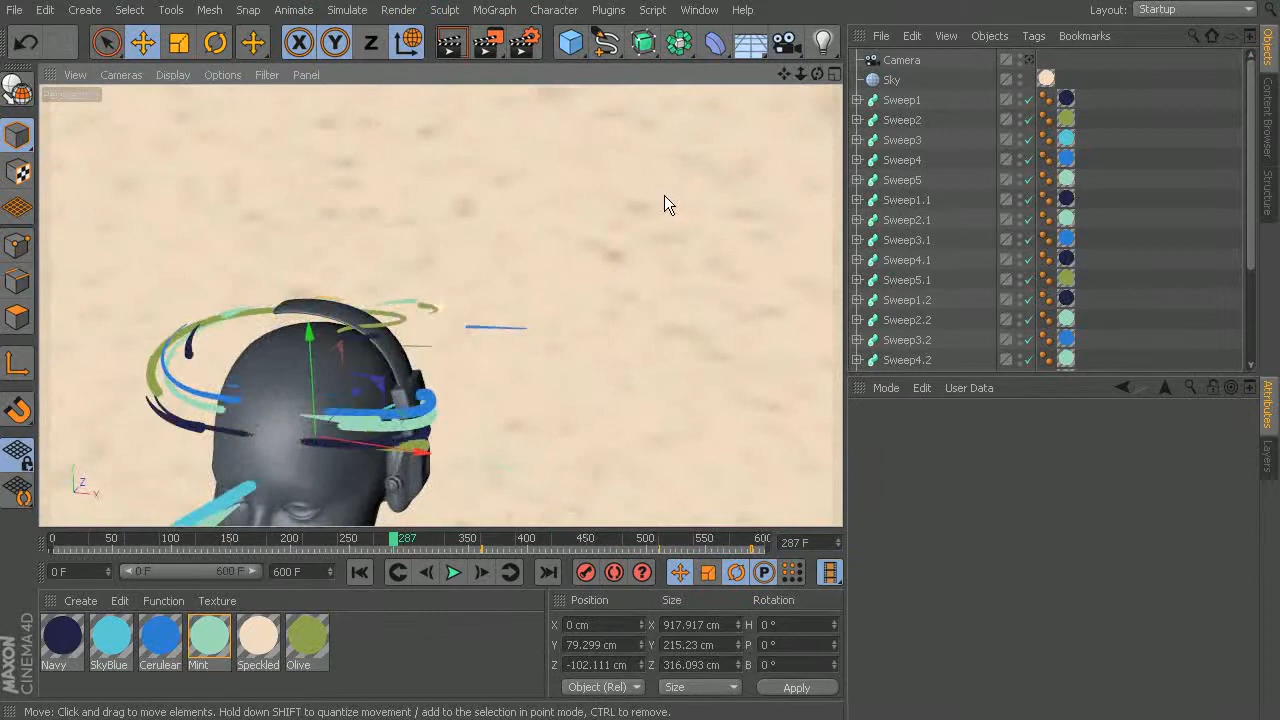 File Edit Create Select Tools Mesh Snap Animate Simulate Render Sculpt MoGraph Character Plugins Script Window Help Layout: Startup
File Edit View Objects Tags Bookmarks
View Cameras Display Options Filter Panel
Perspective
Camera
Sky
Sweep1
Sweep2
Sweep3
Sweep4
Sweep5
Sweep1.1
Sweep2.1
Sweep3.1
Sweep4.1
Sweep5.1
Sweep1.2
Sweep2.2
Sweep3.2
Sweep4.2
Objects
Content Browser
Structure
Mode Edit User Data
Attributes
Layers
Z
X
0 50 100 150 200 250 287 350 400 450 500 550 600 287 F
0 F 0 F 600 F 600 F
Create Edit Function Texture
Navy SkyBlue Cerulear Mint Speckled Olive
Position Size Rotation
X 0 cm X 917.917 cm H 0 °
Y 79.299 cm Y 215.23 cm P 0 °
Z -102.111 cm Z 316.093 cm B 0 °
Object (Rel) Size Apply
MAXON
CINEMA 4D
Move: Click and drag to move elements. Hold down SHIFT to quantize movement / add to the selection in point mode, CTRL to remove.